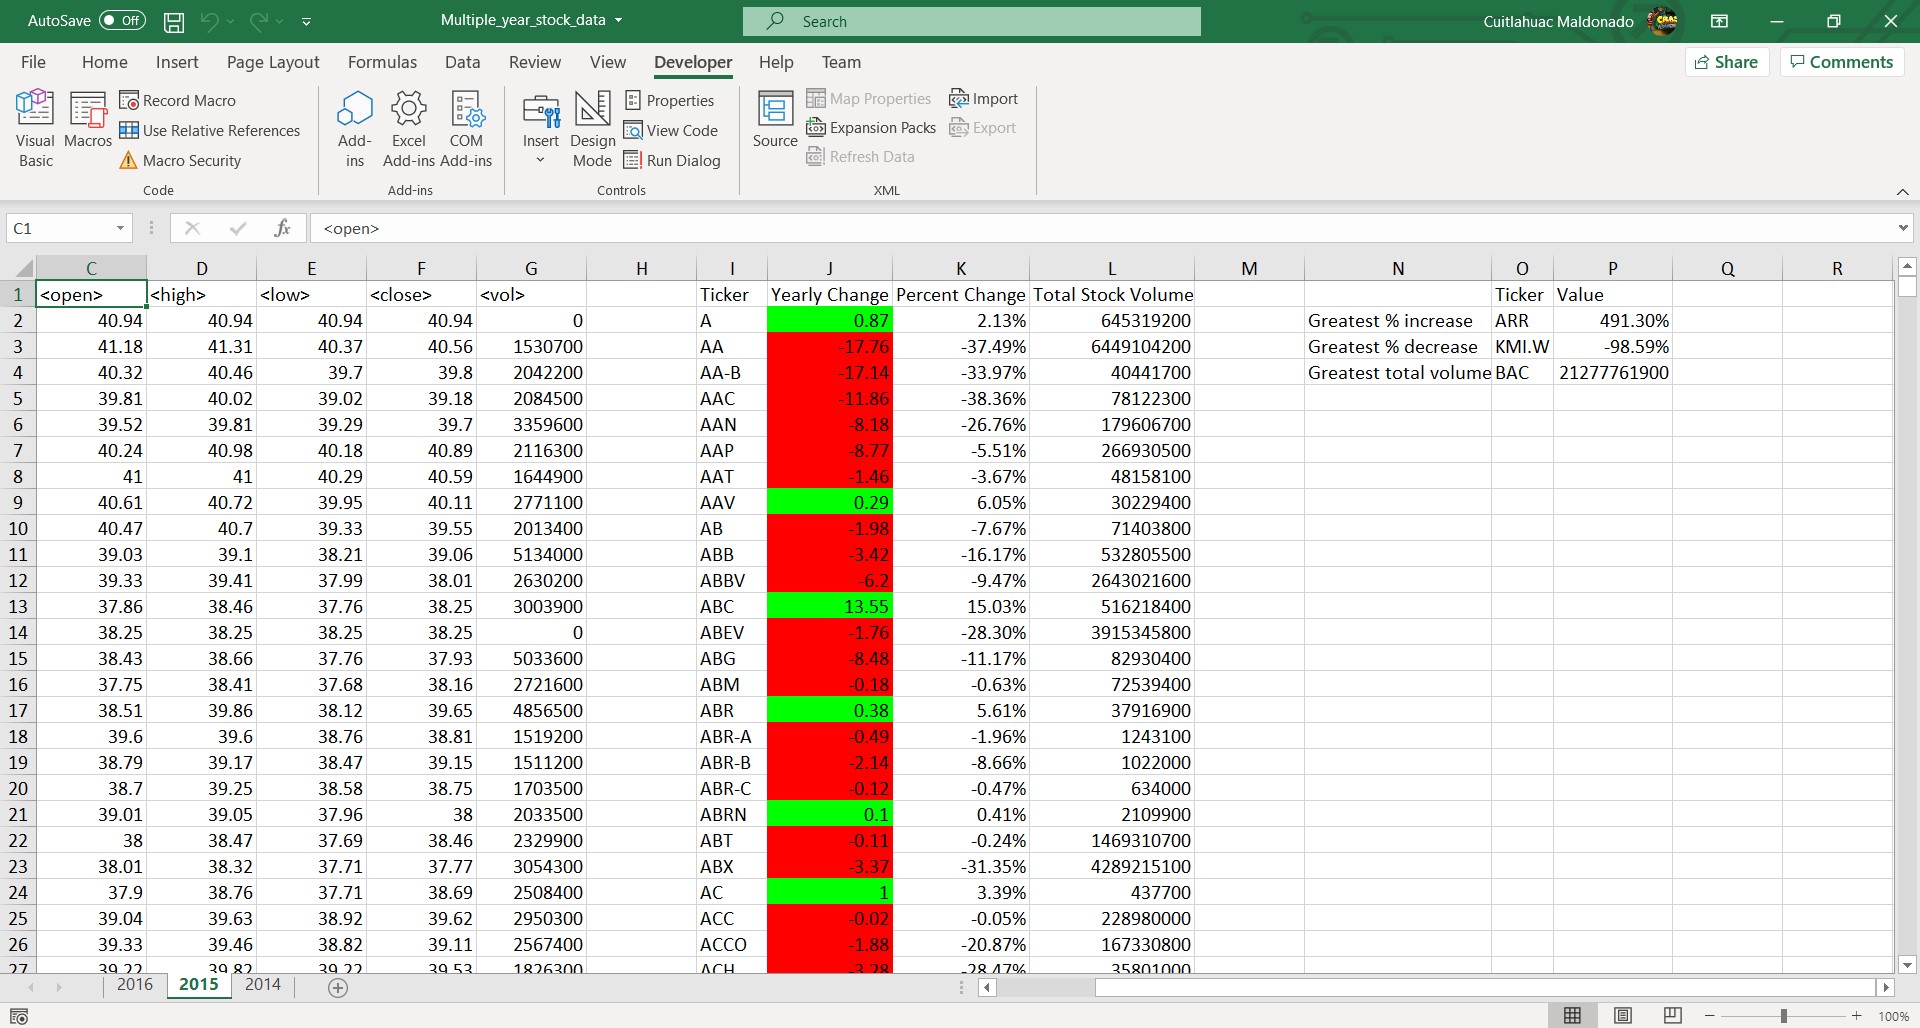 AutoSave Off Multiple_year_stock_data Search Cuitlahuac Maldonado
File Home Insert Page Layout Formulas Data Review View Developer Help Team Share Comments
Visual Basic
Macros
Record Macro
Use Relative References
Macro Security
Code
Add-ins
Excel Add-ins
COM Add-ins
Add-ins
Insert
Design Mode
Properties
View Code
Run Dialog
Controls
Source
Map Properties
Expansion Packs
Refresh Data
Import
Export
XML
C1 fx <open>
C D E F G H I J K L M N O P Q R
1 <open> <high> <low> <close> <vol> Ticker Yearly Change Percent Change Total Stock Volume Ticker Value
2 40.94 40.94 40.94 40.94 0 A 0.87 2.13% 645319200 Greatest % increase ARR 491.30%
3 41.18 41.31 40.37 40.56 1530700 AA -17.76 -37.49% 6449104200 Greatest % decrease KMI.W -98.59%
4 40.32 40.46 39.7 39.8 2042200 AA-B -17.14 -33.97% 40441700 Greatest total volume BAC 21277761900
5 39.81 40.02 39.02 39.18 2084500 AAC -11.86 -38.36% 78122300
6 39.52 39.81 39.29 39.7 3359600 AAN -8.18 -26.76% 179606700
7 40.24 40.98 40.18 40.89 2116300 AAP -8.77 -5.51% 266930500
8 41 41 40.29 40.59 1644900 AAT -1.46 -3.67% 48158100
9 40.61 40.72 39.95 40.11 2771100 AAV 0.29 6.05% 30229400
10 40.47 40.7 39.33 39.55 2013400 AB -1.98 -7.67% 71403800
11 39.03 39.1 38.21 39.06 5134000 ABB -3.42 -16.17% 532805500
12 39.33 39.41 37.99 38.01 2630200 ABBV -6.2 -9.47% 2643021600
13 37.86 38.46 37.76 38.25 3003900 ABC 13.55 15.03% 516218400
14 38.25 38.25 38.25 38.25 0 ABEV -1.76 -28.30% 3915345800
15 38.43 38.66 37.76 37.93 5033600 ABG -8.48 -11.17% 82930400
16 37.75 38.41 37.68 38.16 2721600 ABM -0.18 -0.63% 72539400
17 38.51 39.86 38.12 39.65 4856500 ABR 0.38 5.61% 37916900
18 39.6 39.6 38.76 38.81 1519200 ABR-A -0.49 -1.96% 1243100
19 38.79 39.17 38.47 39.15 1511200 ABR-B -2.14 -8.66% 1022000
20 38.7 39.25 38.58 38.75 1703500 ABR-C -0.12 -0.47% 634000
21 39.01 39.05 37.96 38 2033500 ABRN 0.1 0.41% 2109900
22 38 38.47 37.69 38.46 2329900 ABT -0.11 -0.24% 1469310700
23 38.01 38.32 37.71 37.77 3054300 ABX -3.37 -31.35% 4289215100
24 37.9 38.76 37.71 38.69 2508400 AC 1 3.39% 437700
25 39.04 39.63 38.92 39.62 2950300 ACC -0.02 -0.05% 228980000
26 39.33 39.46 38.82 39.11 2567400 ACCO -1.88 -20.87% 167330800
27 39.22 39.82 39.22 39.53 1826300 ACH -3.28 -28.47% 35801000
2016 2015 2014
100%